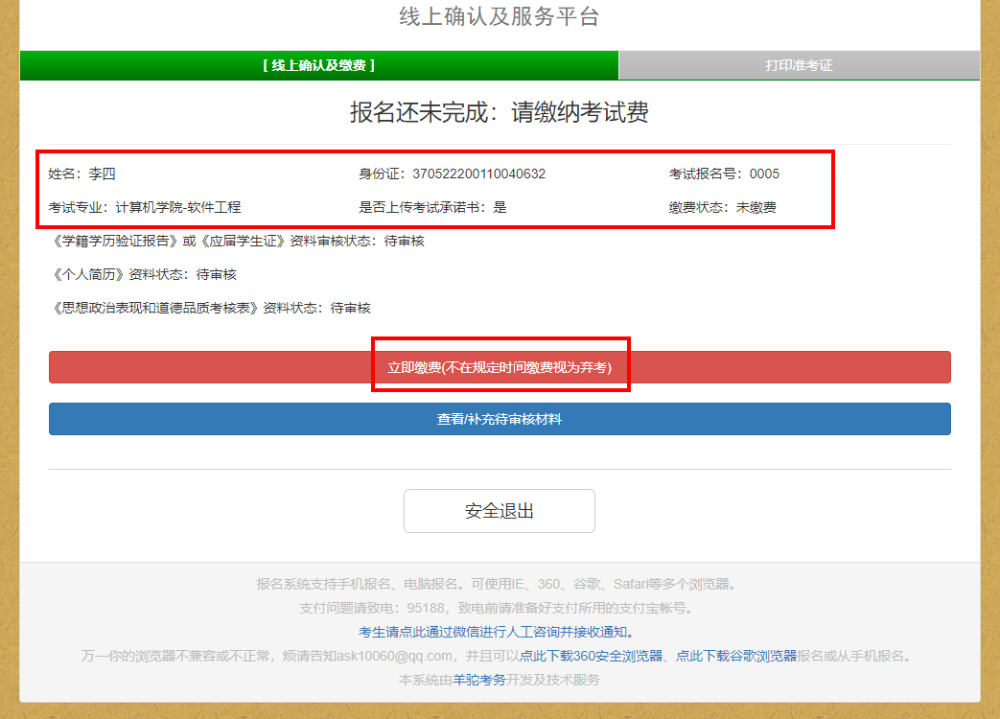 线上确认及服务平台
[ 线上确认及缴费 ] 打印准考证
报名还未完成：请缴纳考试费
姓名：李四 身份证：370522200110040632 考试报名号：0005
考试专业：计算机学院-软件工程 是否上传考试承诺书：是 缴费状态：未缴费
《学籍学历验证报告》或《应届学生证》资料审核状态：待审核
《个人简历》资料状态：待审核
《思想政治表现和道德品质考核表》资料状态：待审核
立即缴费(不在规定时间缴费视为弃考)
查看/补充待审核材料
安全退出
报名系统支持手机报名、电脑报名。可使用IE、360、谷歌、Safari等多个浏览器。
支付问题请致电：95188，致电前请准备好支付所用的支付宝帐号。
考生请点此通过微信进行人工咨询并接收通知。
万一你的浏览器不兼容或不正常，烦请告知ask10060@qq.com，并且可以点此下载360安全浏览器、点此下载谷歌浏览器报名或从手机报名。
本系统由羊驼考务开发及技术服务